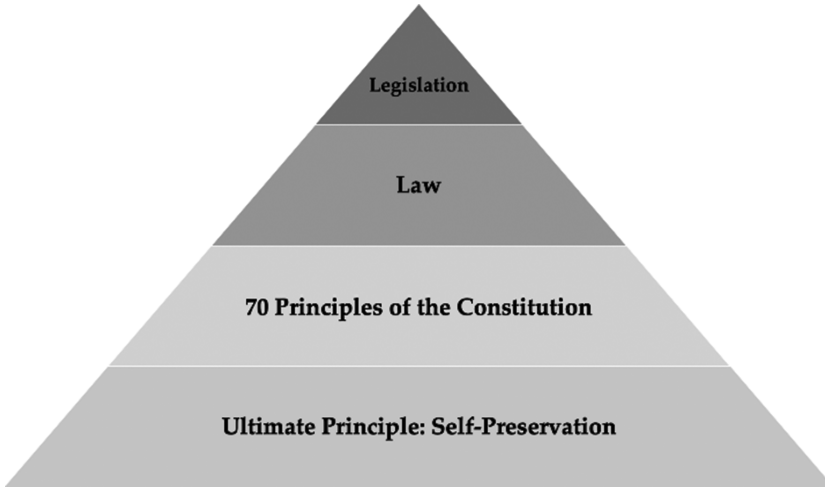 Legislation
Law
70 Principles of the Constitution
Ultimate Principle: Self-Preservation